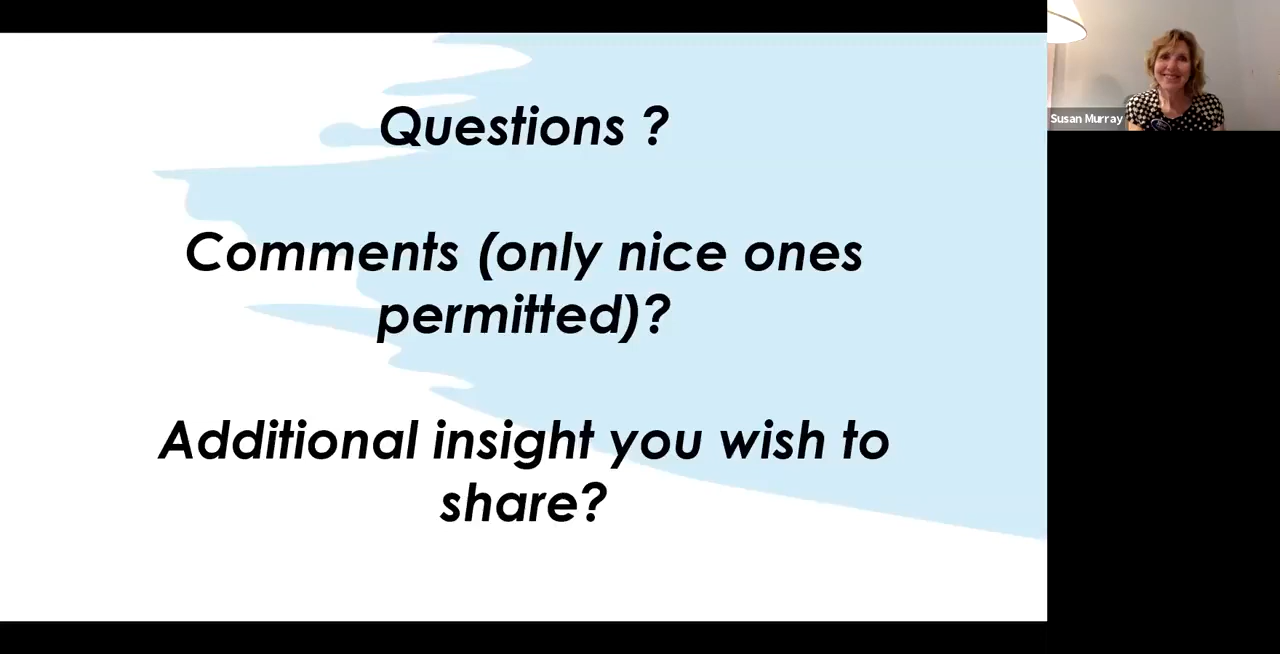 Questions ?
Comments (only nice ones
permitted)?
Additional insight you wish to
share?
Susan Murray